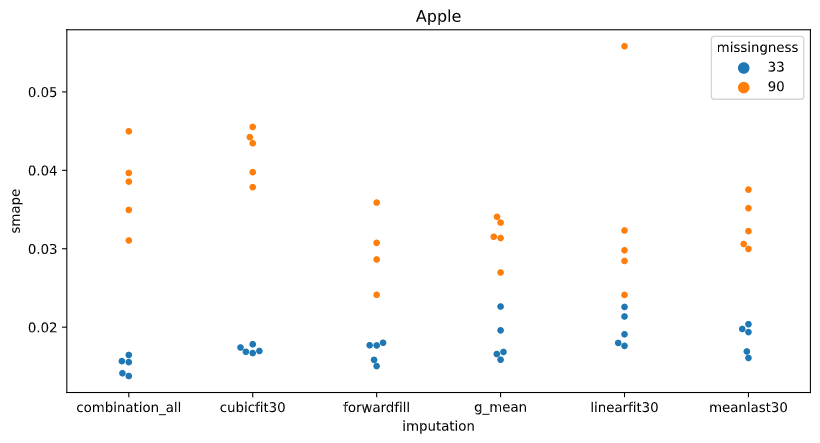 Apple
missingness
33
90
0.05
0.04
0.03
0.02
smape
combination_all cubicfit30 forwardfill g_mean linearfit30 meanlast30
imputation